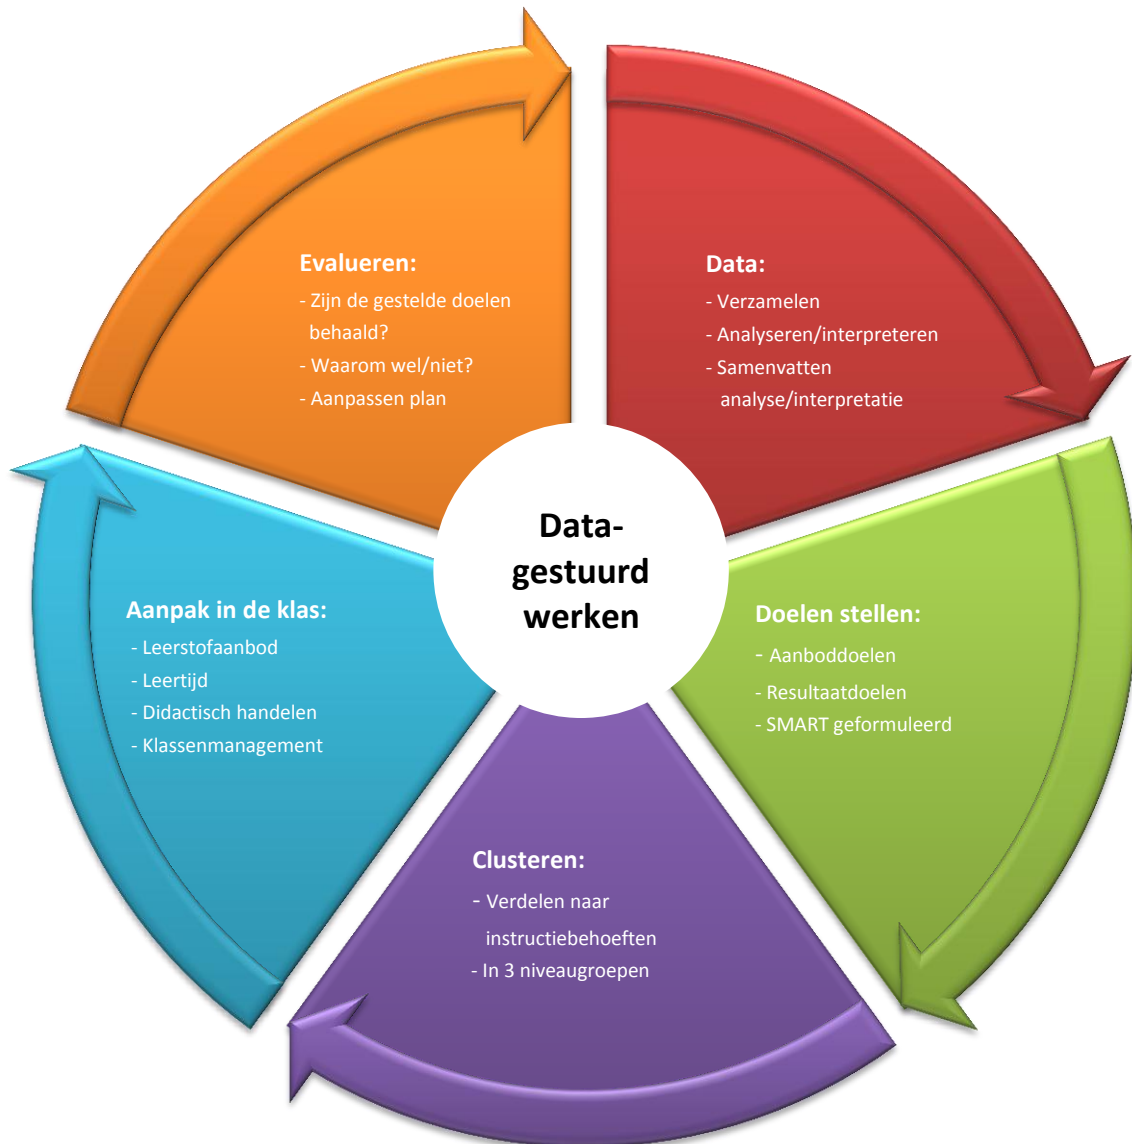 Evalueren:
- Zijn de gestelde doelen
behaald?
- Waarom wel/niet?
- Aanpassen plan
Data:
- Verzamelen
- Analyseren/interpreteren
- Samenvatten
analyse/interpretatie
Data-
gestuurd
werken
Aanpak in de klas:
- Leerstofaanbod
- Leertijd
- Didactisch handelen
- Klassenmanagement
Doelen stellen:
- Aanboddoelen
- Resultaatdoelen
- SMART geformuleerd
Clusteren:
- Verdelen naar
instructiebehoeften
- In 3 niveaugroepen